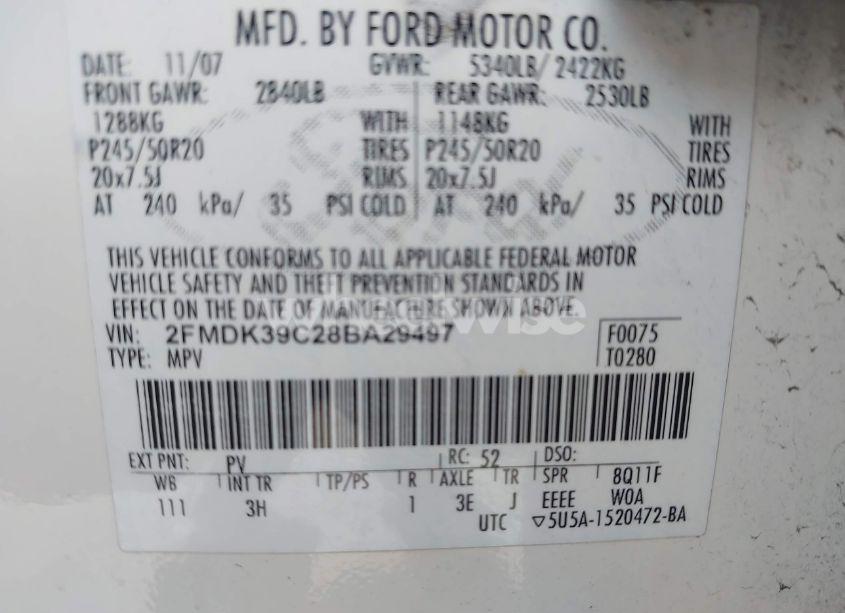 MFD. BY FORD MOTOR CO.
DATE: 11/07 GVWR: 5340LB/ 2422KG
FRONT GAWR: 2840LB REAR GAWR: 2530LB
1288KG WITH 1148KG WITH
P245/50R20 TIRES P245/50R20 TIRES
20x7.5J RIMS 20x7.5J RIMS
AT 240 kPa/ 35 PSI COLD AT 240 kPa/ 35 PSI COLD
THIS VEHICLE CONFORMS TO ALL APPLICABLE FEDERAL MOTOR
VEHICLE SAFETY AND THEFT PREVENTION STANDARDS IN
EFFECT ON THE DATE OF MANUFACTURE SHOWN ABOVE.
VIN: 2FMDK39C28BA29497 F0075
TYPE: MPV T0280
EXT PNT: PV RC: 52 DSO:
WB INT TR TP/PS R AXLE TR SPR 8Q11F
111 3H 1 3E J EEEE W0A
UTC ▽5U5A-1520472-BA